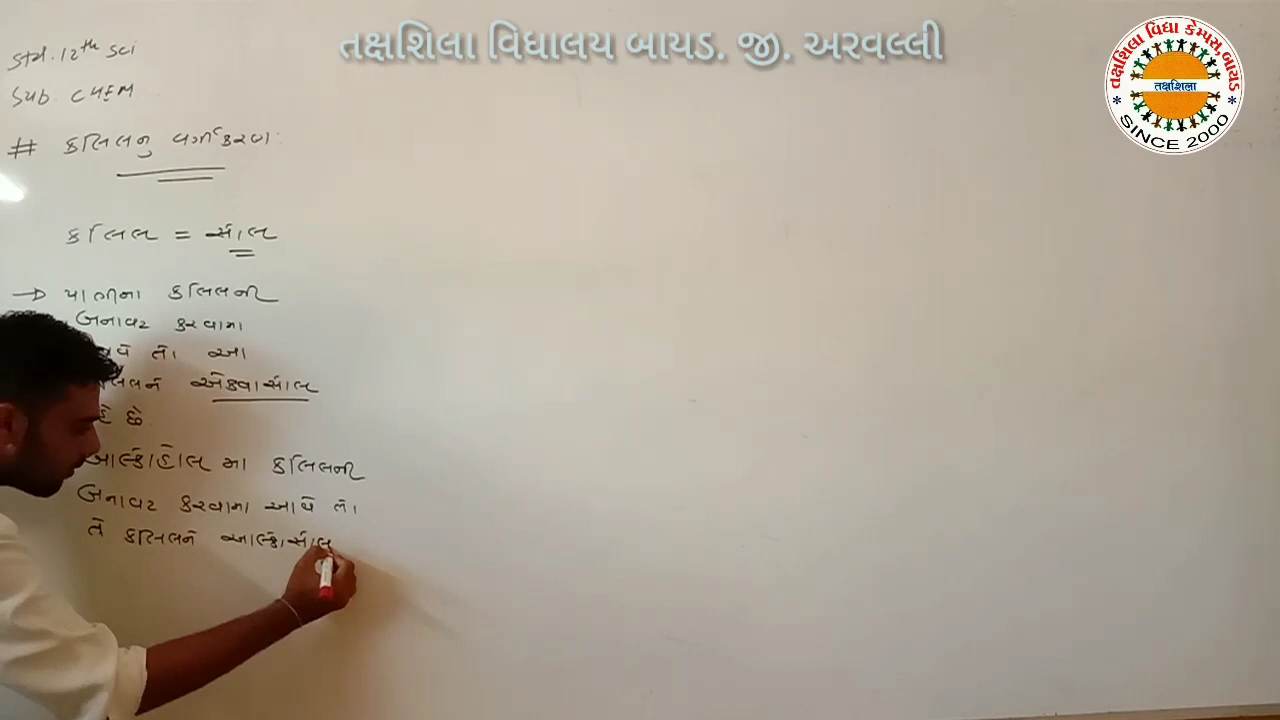 તક્ષશિલા વિધાલય બાયડ. જી. અરવલ્લી
તક્ષશિલા વિદ્યા કેમ્પસ, બાયડ
તક્ષશિલા
* SINCE 2000 *
std. 12th sci
sub. CHEM
# કલિલનુ વર્ગીકરણ:
કલિલ = સોલ
→ પાણીના કલિલની
બનાવટ કરવામા
તો આ
એક્વાસોલ
છે.
આલ્કોહોલ મા કલિલની
બનાવટ કરવામા આવે તો
તે કલિલને આલ્કોસોલ